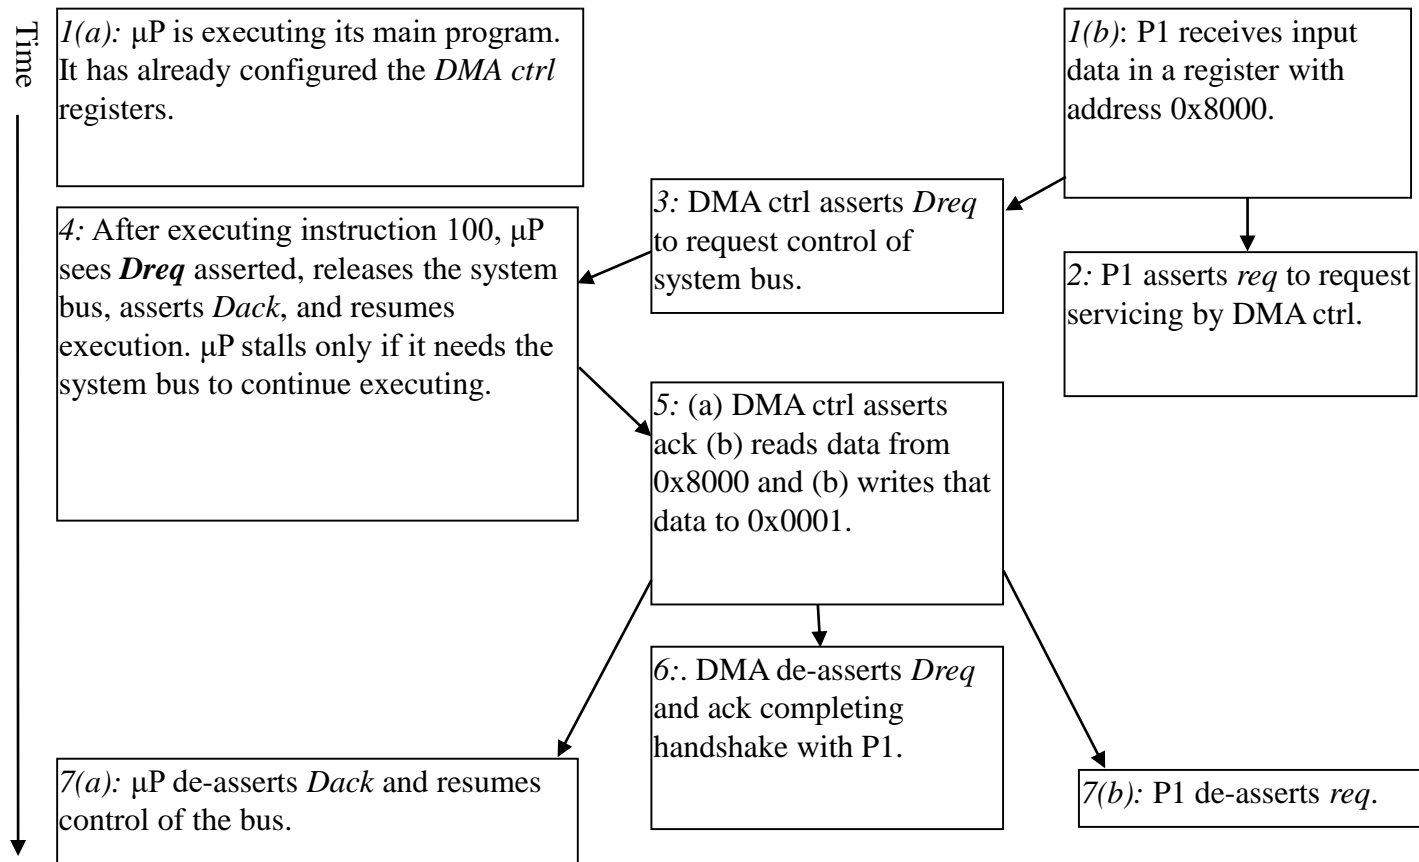 Time
1(a): μP is executing its main program.
It has already configured the DMA ctrl
registers.
1(b): P1 receives input
data in a register with
address 0x8000.
3: DMA ctrl asserts Dreq
to request control of
system bus.
4: After executing instruction 100, μP
sees Dreq asserted, releases the system
bus, asserts Dack, and resumes
execution. μP stalls only if it needs the
system bus to continue executing.
2: P1 asserts req to request
servicing by DMA ctrl.
5: (a) DMA ctrl asserts
ack (b) reads data from
0x8000 and (b) writes that
data to 0x0001.
6:. DMA de-asserts Dreq
and ack completing
handshake with P1.
7(a): μP de-asserts Dack and resumes
control of the bus.
7(b): P1 de-asserts req.